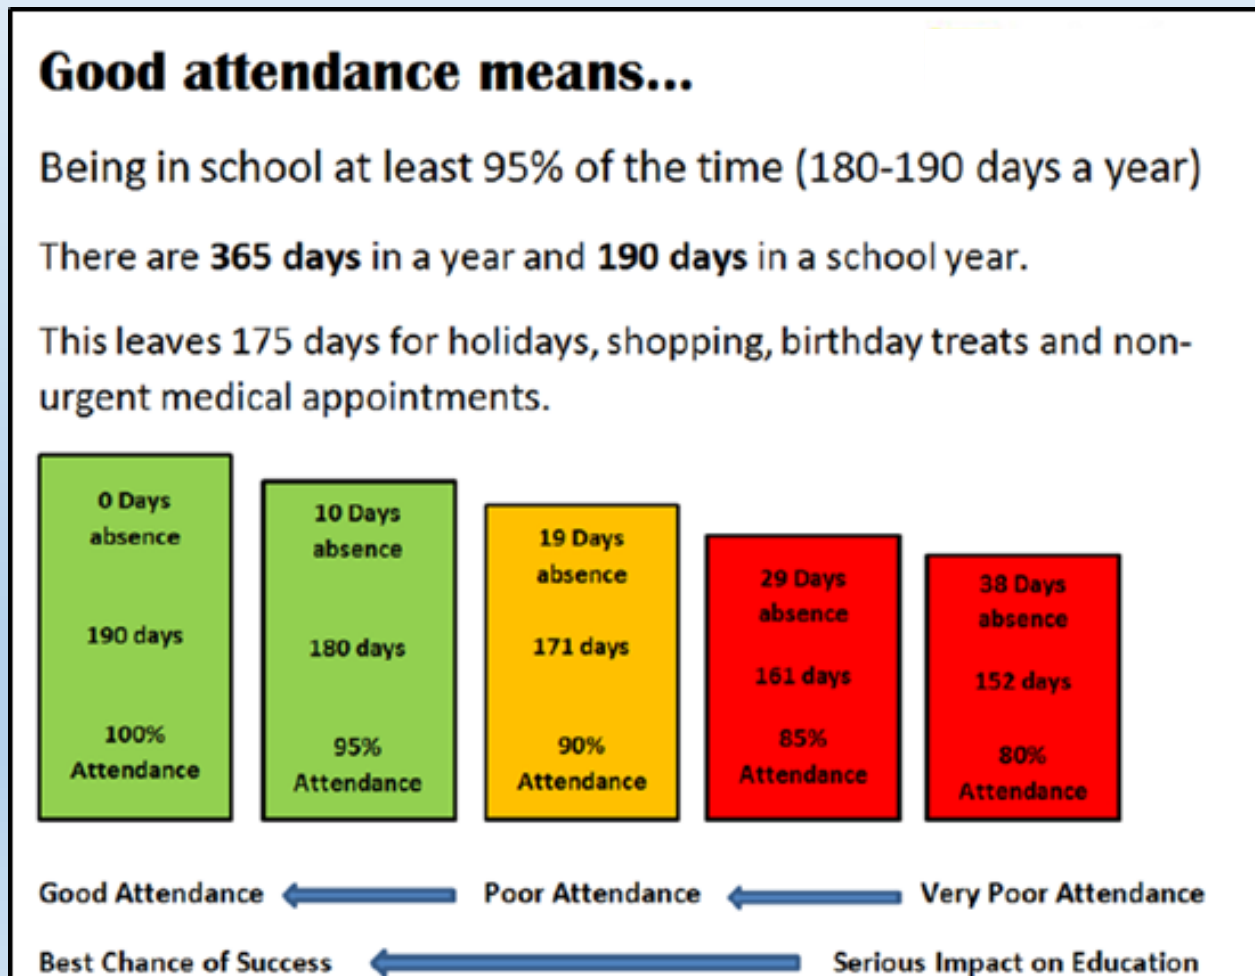 Good attendance means...
Being in school at least 95% of the time (180-190 days a year)
There are 365 days in a year and 190 days in a school year.
This leaves 175 days for holidays, shopping, birthday treats and non-
urgent medical appointments.
0 Days
absence
190 days
100%
Attendance
10 Days
absence
180 days
95%
Attendance
19 Days
absence
171 days
90%
Attendance
29 Days
absence
161 days
85%
Attendance
38 Days
absence
152 days
80%
Attendance
Good Attendance Poor Attendance Very Poor Attendance
Best Chance of Success Serious Impact on Education